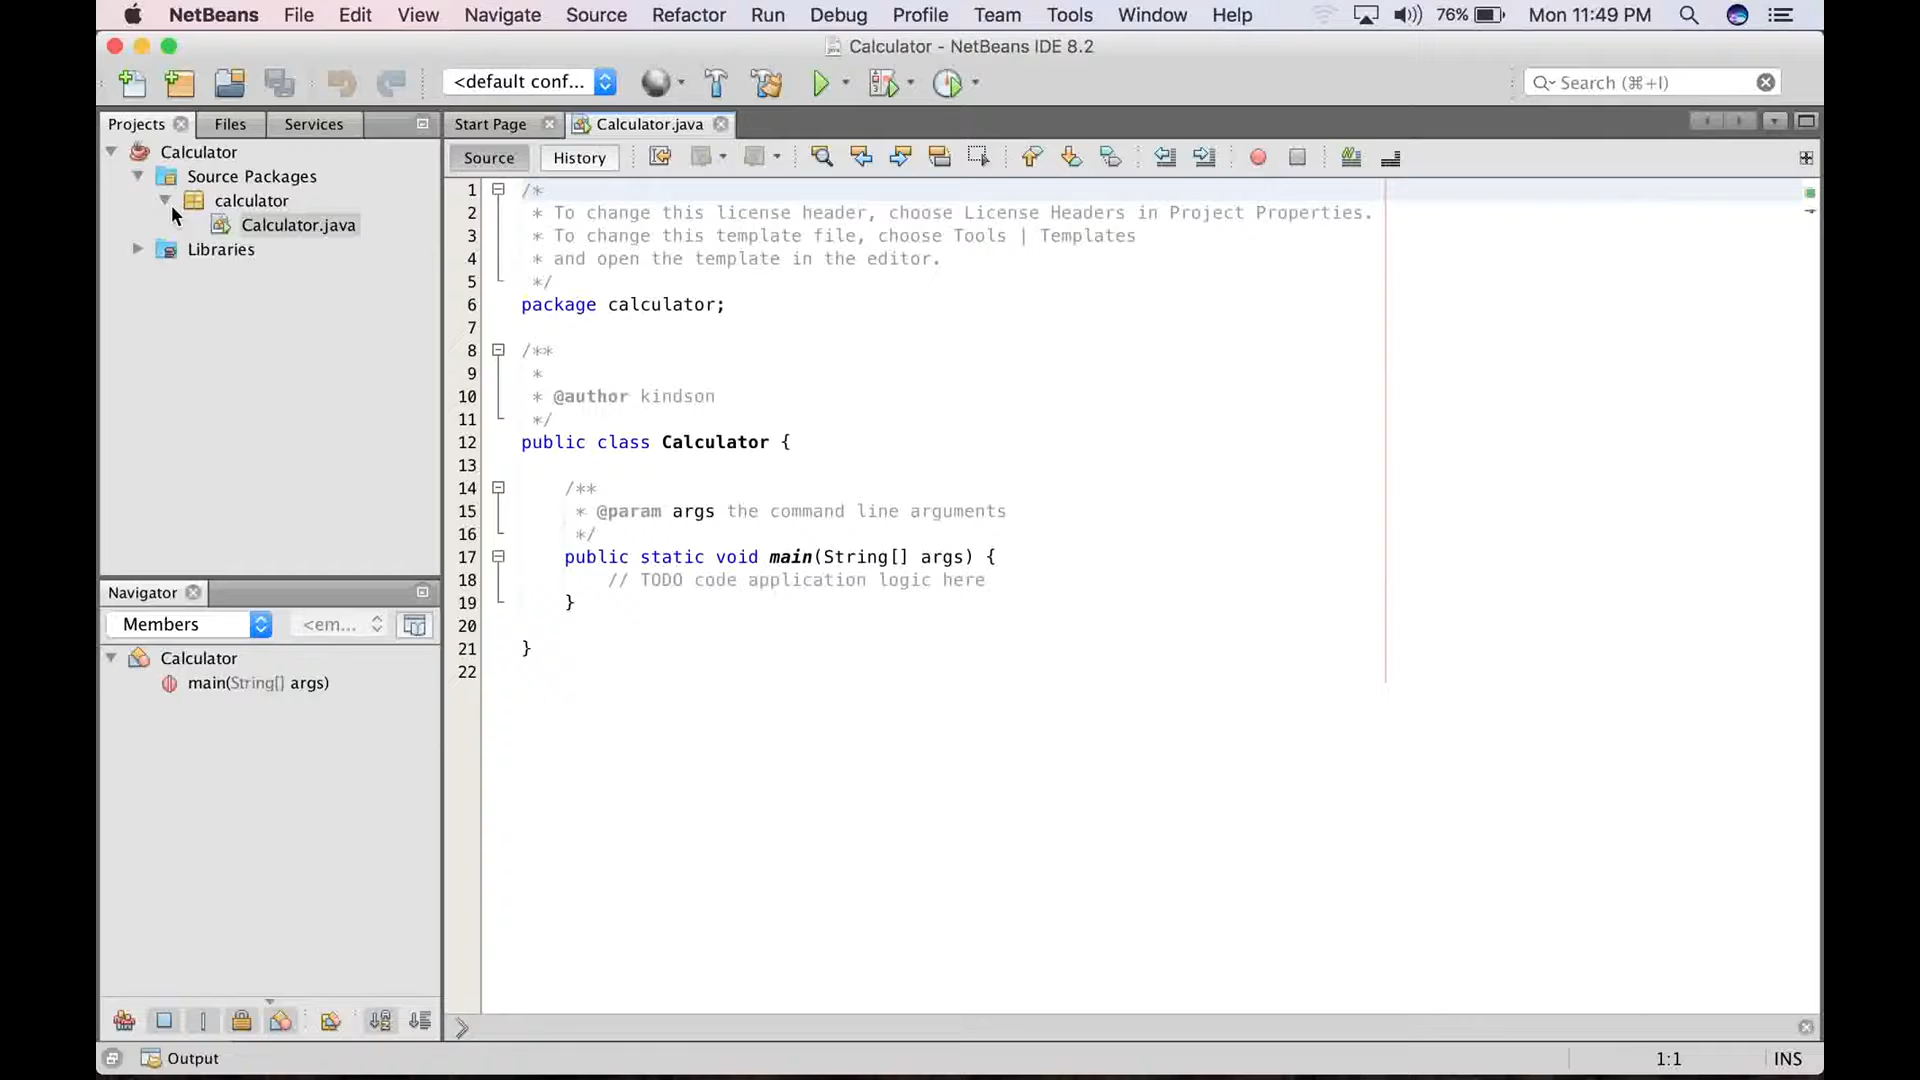 NetBeans File Edit View Navigate Source Refactor Run Debug Profile Team Tools Window Help 76% Mon 11:49 PM
Calculator - NetBeans IDE 8.2
<default conf... Search (⌘+I)
Projects Files Services Start Page Calculator.java
Calculator
Source Packages
calculator
Calculator.java
Libraries
Source History
1 /*
2 * To change this license header, choose License Headers in Project Properties.
3 * To change this template file, choose Tools | Templates
4 * and open the template in the editor.
5 */
6 package calculator;
7
8 /**
9 *
10 * @author kindson
11 */
12 public class Calculator {
13
14 /**
15 * @param args the command line arguments
16 */
17 public static void main(String[] args) {
18 // TODO code application logic here
19 }
20
21 }
22
Navigator
Members <em...
Calculator
main(String[] args)
Output 1:1 INS